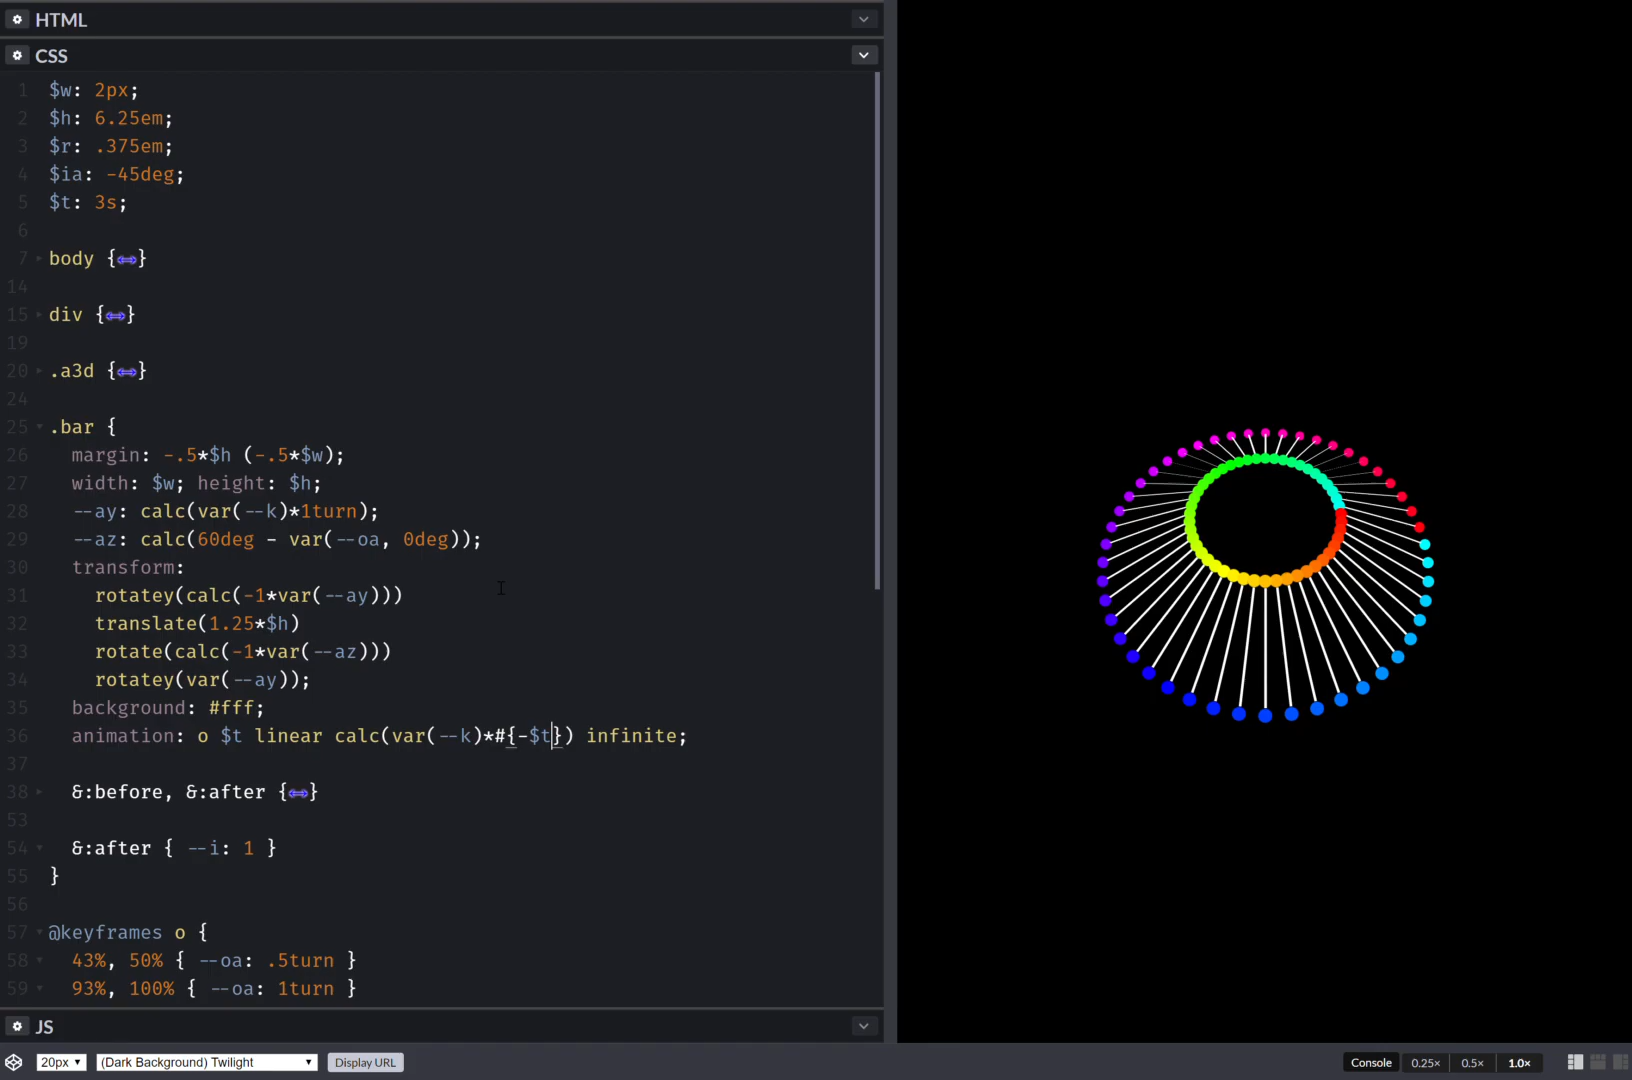 HTML
CSS
1 $w: 2px;
2 $h: 6.25em;
3 $r: .375em;
4 $ia: -45deg;
5 $t: 3s;
6
7 body {↔}
14
15 div {↔}
19
20 .a3d {↔}
24
25 .bar {
26 margin: -.5*$h (-.5*$w);
27 width: $w; height: $h;
28 --ay: calc(var(--k)*1turn);
29 --az: calc(60deg - var(--oa, 0deg));
30 transform:
31 rotatey(calc(-1*var(--ay)))
32 translate(1.25*$h)
33 rotate(calc(-1*var(--az)))
34 rotatey(var(--ay));
35 background: #fff;
36 animation: o $t linear calc(var(--k)*#{-$t}) infinite;
37
38 &:before, &:after {↔}
53
54 &:after { --i: 1 }
55 }
56
57 @keyframes o {
58 43%, 50% { --oa: .5turn }
59 93%, 100% { --oa: 1turn }
JS
20px (Dark Background) Twilight Display URL Console 0.25× 0.5× 1.0×